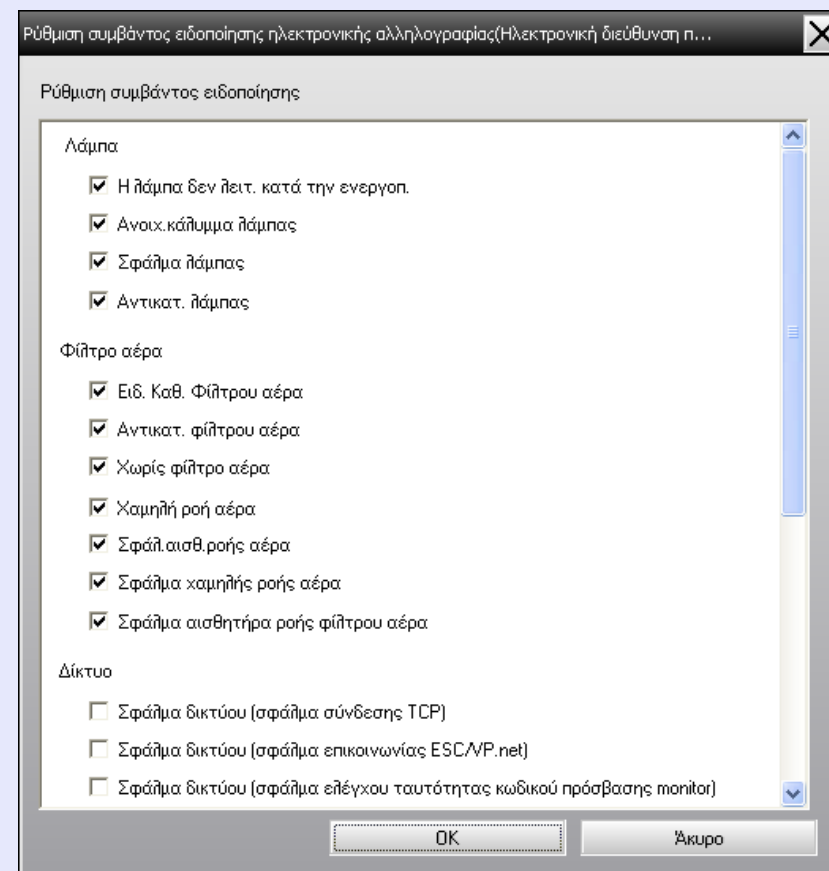 Ρύθμιση συμβάντος ειδοποίησης ηλεκτρονικής αλληλογραφίας(Ηλεκτρονική διεύθυνση π...
Ρύθμιση συμβάντος ειδοποίησης
Λάμπα
Η λάμπα δεν λειτ. κατά την ενεργοπ.
Ανοιχ.κάλυμμα λάμπας
Σφάλμα λάμπας
Αντικατ. λάμπας
Φίλτρο αέρα
Ειδ. Καθ. Φίλτρου αέρα
Αντικατ. φίλτρου αέρα
Χωρίς φίλτρο αέρα
Χαμηλή ροή αέρα
Σφάλ.αισθ.ροής αέρα
Σφάλμα χαμηλής ροής αέρα
Σφάλμα αισθητήρα ροής φίλτρου αέρα
Δίκτυο
Σφάλμα δικτύου (σφάλμα σύνδεσης TCP)
Σφάλμα δικτύου (σφάλμα επικοινωνίας ESC/VP.net)
Σφάλμα δικτύου (σφάλμα ελέγχου ταυτότητας κωδικού πρόσβασης monitor)
OK Άκυρο